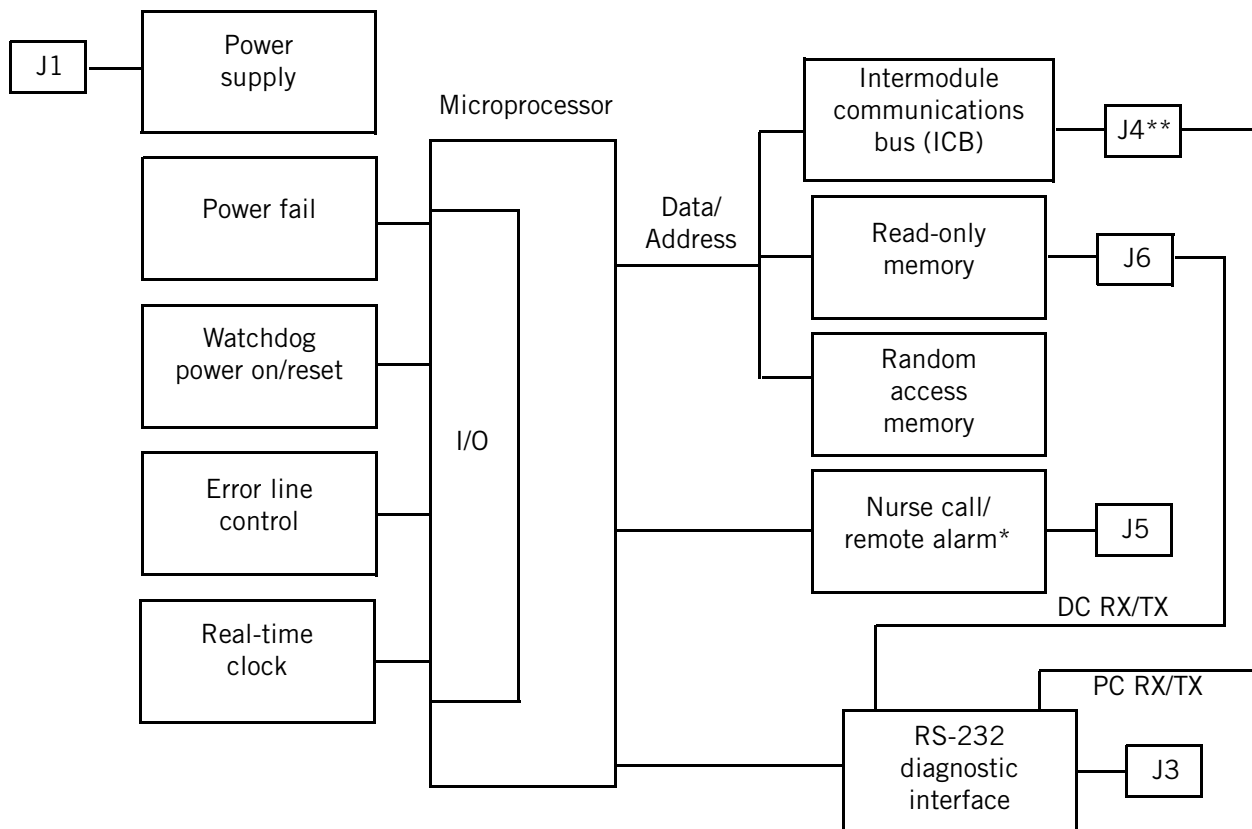 J1
Power
supply
Microprocessor
Intermodule
communications
bus (ICB)
J4**
Power fail
Data/
Address
Read-only
memory
J6
Watchdog
power on/reset
Random
access
memory
I/O
Error line
control
Nurse call/
remote alarm*
J5
DC RX/TX
Real-time
clock
PC RX/TX
RS-232
diagnostic
interface
J3